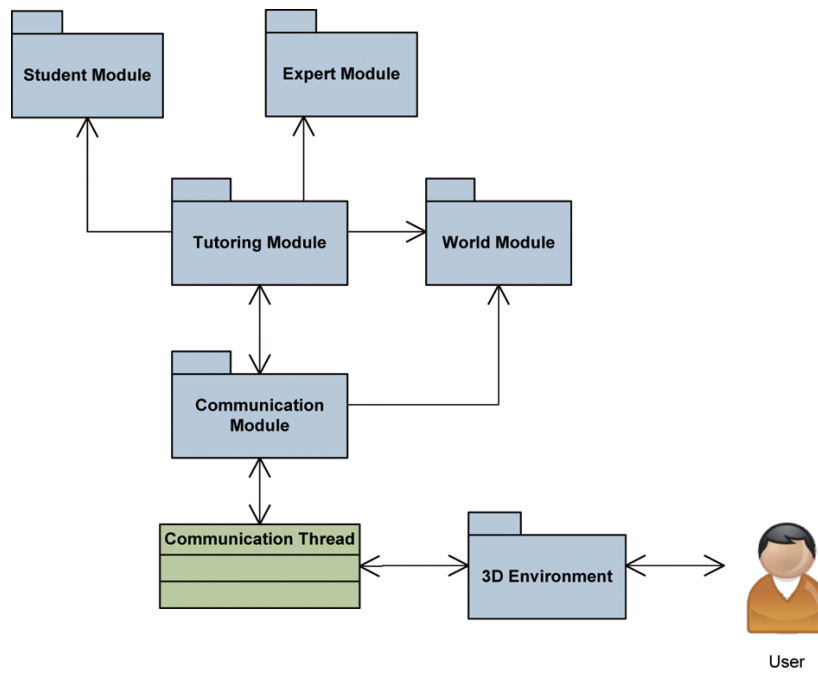 Student Module
Expert Module
Tutoring Module
World Module
Communication
Module
Communication Thread
3D Environment
User